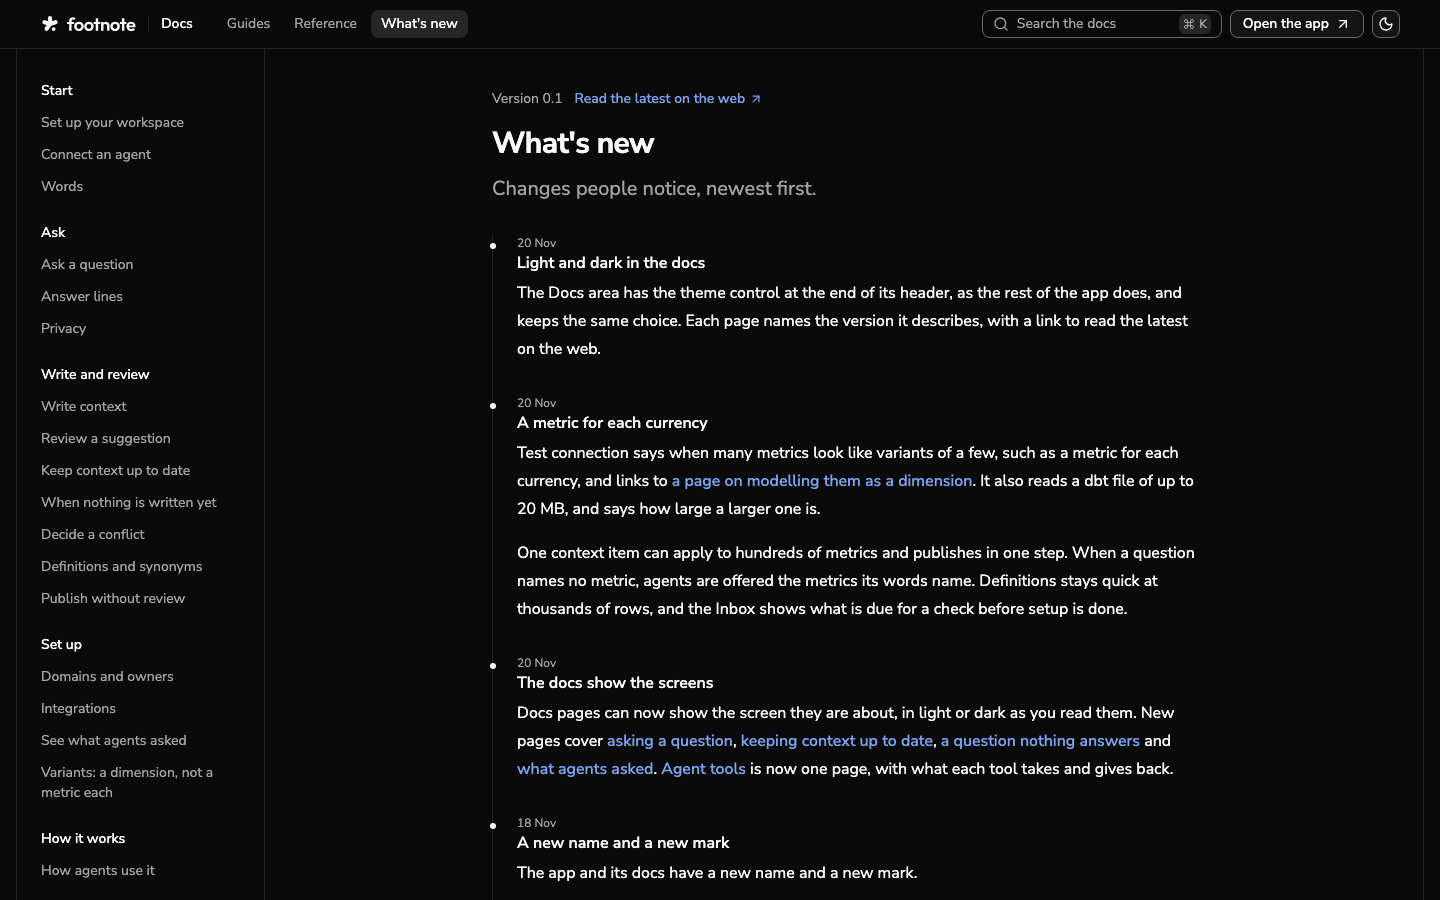 footnote
Docs
Guides
Reference
What's new
Search the docs
⌘ K
Open the app
Start
Set up your workspace
Connect an agent
Words
Ask
Ask a question
Answer lines
Privacy
Write and review
Write context
Review a suggestion
Keep context up to date
When nothing is written yet
Decide a conflict
Definitions and synonyms
Publish without review
Set up
Domains and owners
Integrations
See what agents asked
Variants: a dimension, not a
metric each
How it works
How agents use it
Version 0.1 Read the latest on the web
What's new
Changes people notice, newest first.
20 Nov
Light and dark in the docs
The Docs area has the theme control at the end of its header, as the rest of the app does, and
keeps the same choice. Each page names the version it describes, with a link to read the latest
on the web.
20 Nov
A metric for each currency
Test connection says when many metrics look like variants of a few, such as a metric for each
currency, and links to a page on modelling them as a dimension. It also reads a dbt file of up to
20 MB, and says how large a larger one is.
One context item can apply to hundreds of metrics and publishes in one step. When a question
names no metric, agents are offered the metrics its words name. Definitions stays quick at
thousands of rows, and the Inbox shows what is due for a check before setup is done.
20 Nov
The docs show the screens
Docs pages can now show the screen they are about, in light or dark as you read them. New
pages cover asking a question, keeping context up to date, a question nothing answers and
what agents asked. Agent tools is now one page, with what each tool takes and gives back.
18 Nov
A new name and a new mark
The app and its docs have a new name and a new mark.